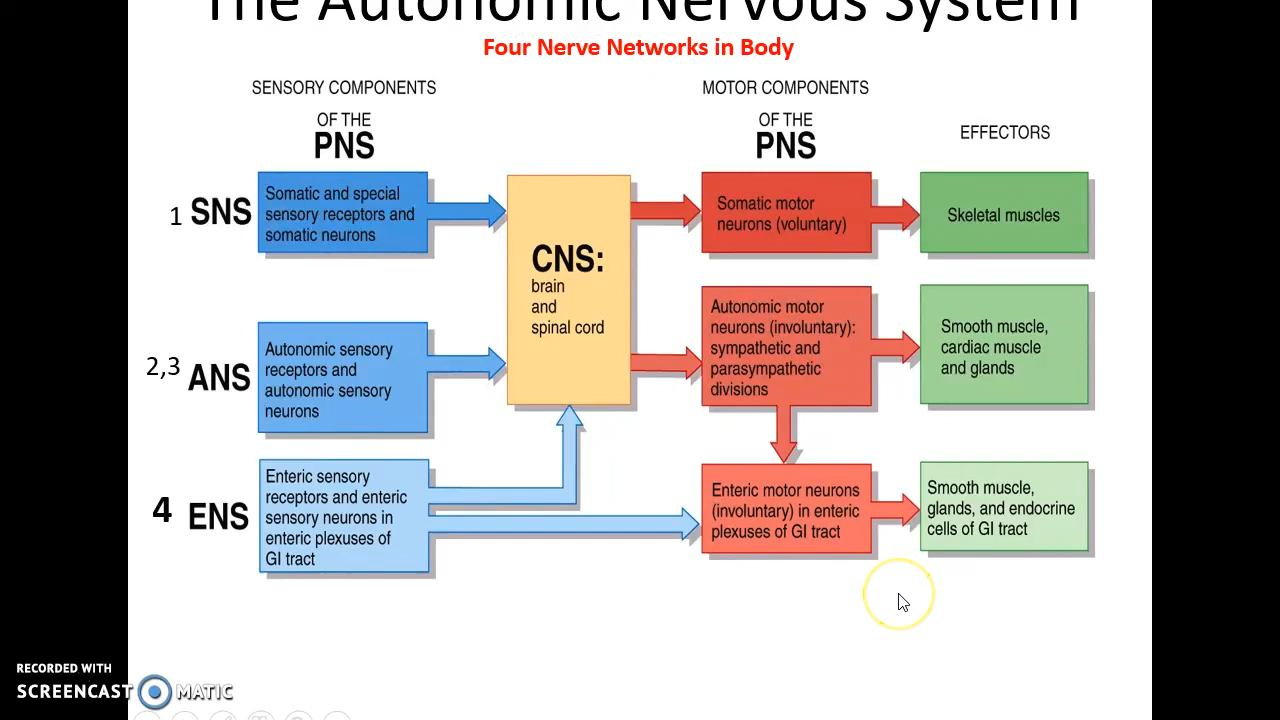 The Autonomic Nervous System
Four Nerve Networks in Body
SENSORY COMPONENTS
OF THE
PNS
MOTOR COMPONENTS
OF THE
PNS
EFFECTORS
1 SNS
Somatic and special
sensory receptors and
somatic neurons
CNS:
brain
and
spinal cord
Somatic motor
neurons (voluntary)
Skeletal muscles
2,3 ANS
Autonomic sensory
receptors and
autonomic sensory
neurons
Autonomic motor
neurons (involuntary):
sympathetic and
parasympathetic
divisions
Smooth muscle,
cardiac muscle
and glands
4 ENS
Enteric sensory
receptors and enteric
sensory neurons in
enteric plexuses of
GI tract
Enteric motor neurons
(involuntary) in enteric
plexuses of GI tract
Smooth muscle,
glands, and endocrine
cells of GI tract
RECORDED WITH
SCREENCAST MATIC